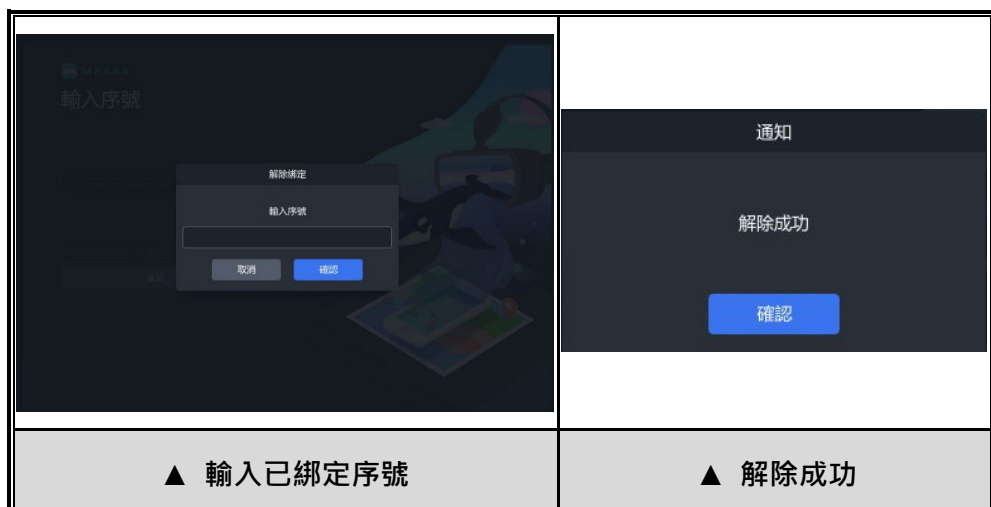 MAKAR
輸入序號
解除綁定
輸入序號
取消
確認
通知
解除成功
確認
▲ 輸入已綁定序號
▲ 解除成功